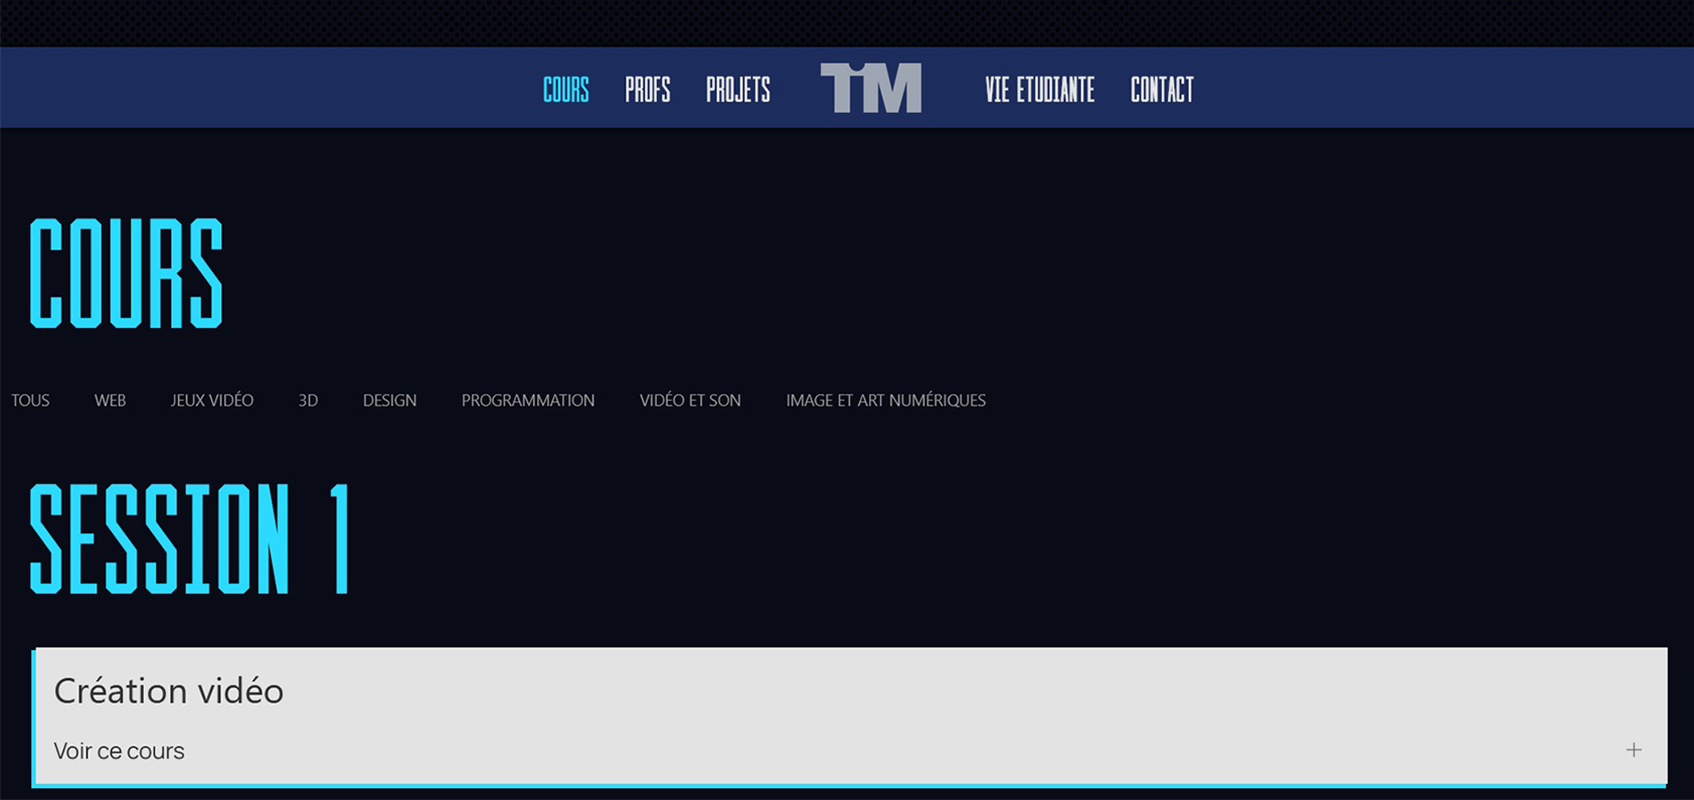 COURS PROFS PROJETS TiM VIE ETUDIANTE CONTACT
COURS
TOUS WEB JEUX VIDÉO 3D DESIGN PROGRAMMATION VIDÉO ET SON IMAGE ET ART NUMÉRIQUES
SESSION 1
Création vidéo
Voir ce cours +